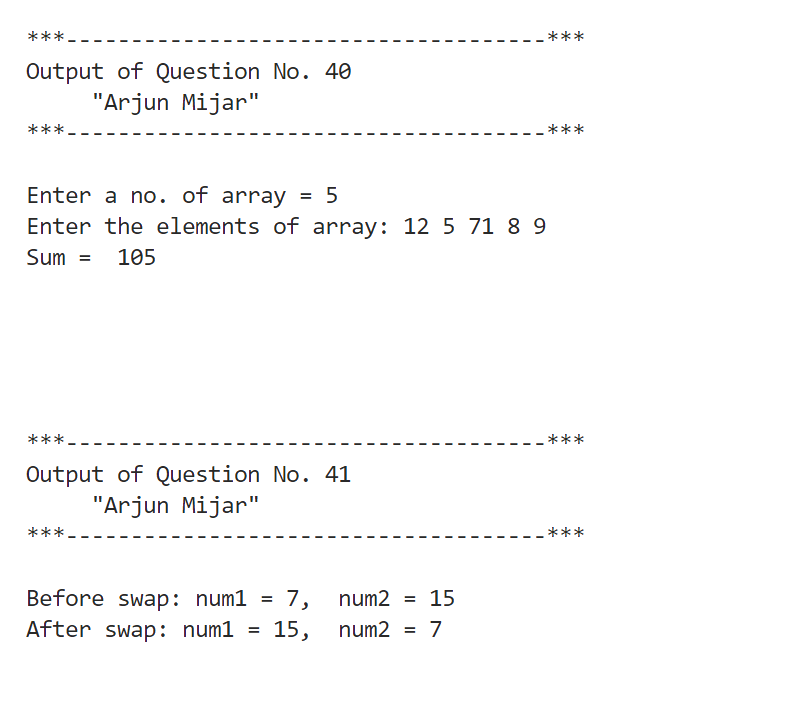 ***-------------------------------------***
Output of Question No. 40
"Arjun Mijar"
***-------------------------------------***
Enter a no. of array = 5
Enter the elements of array: 12 5 71 8 9
Sum =  105
***-------------------------------------***
Output of Question No. 41
"Arjun Mijar"
***-------------------------------------***
Before swap: num1 = 7,  num2 = 15
After swap: num1 = 15,  num2 = 7